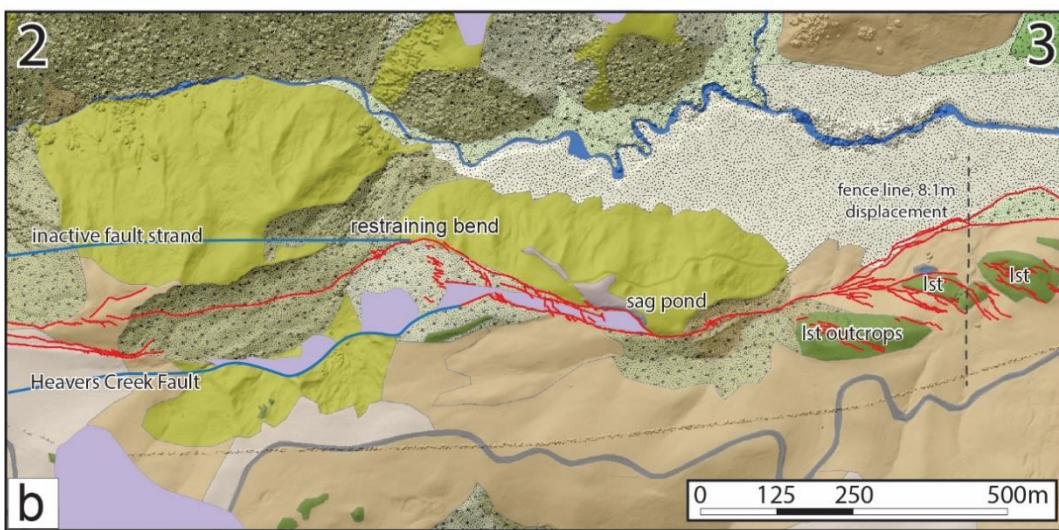 2
3
fence line, 8.1m
displacement
inactive fault strand
restraining bend
lst
lst
sag pond
lst outcrops
Heavers Creek Fault
b
0 125 250 500m